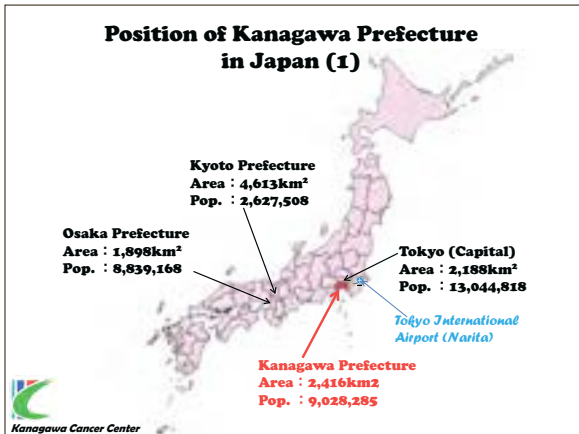 Position of Kanagawa Prefecture
in Japan (1)
Kyoto Prefecture
Area：4,613km²
Pop.：2,627,508
Osaka Prefecture
Area：1,898km²
Pop.：8,839,168
Tokyo (Capital)
Area：2,188km²
Pop.：13,044,818
Tokyo International
Airport (Narita)
Kanagawa Prefecture
Area：2,416km2
Pop.：9,028,285
Kanagawa Cancer Center